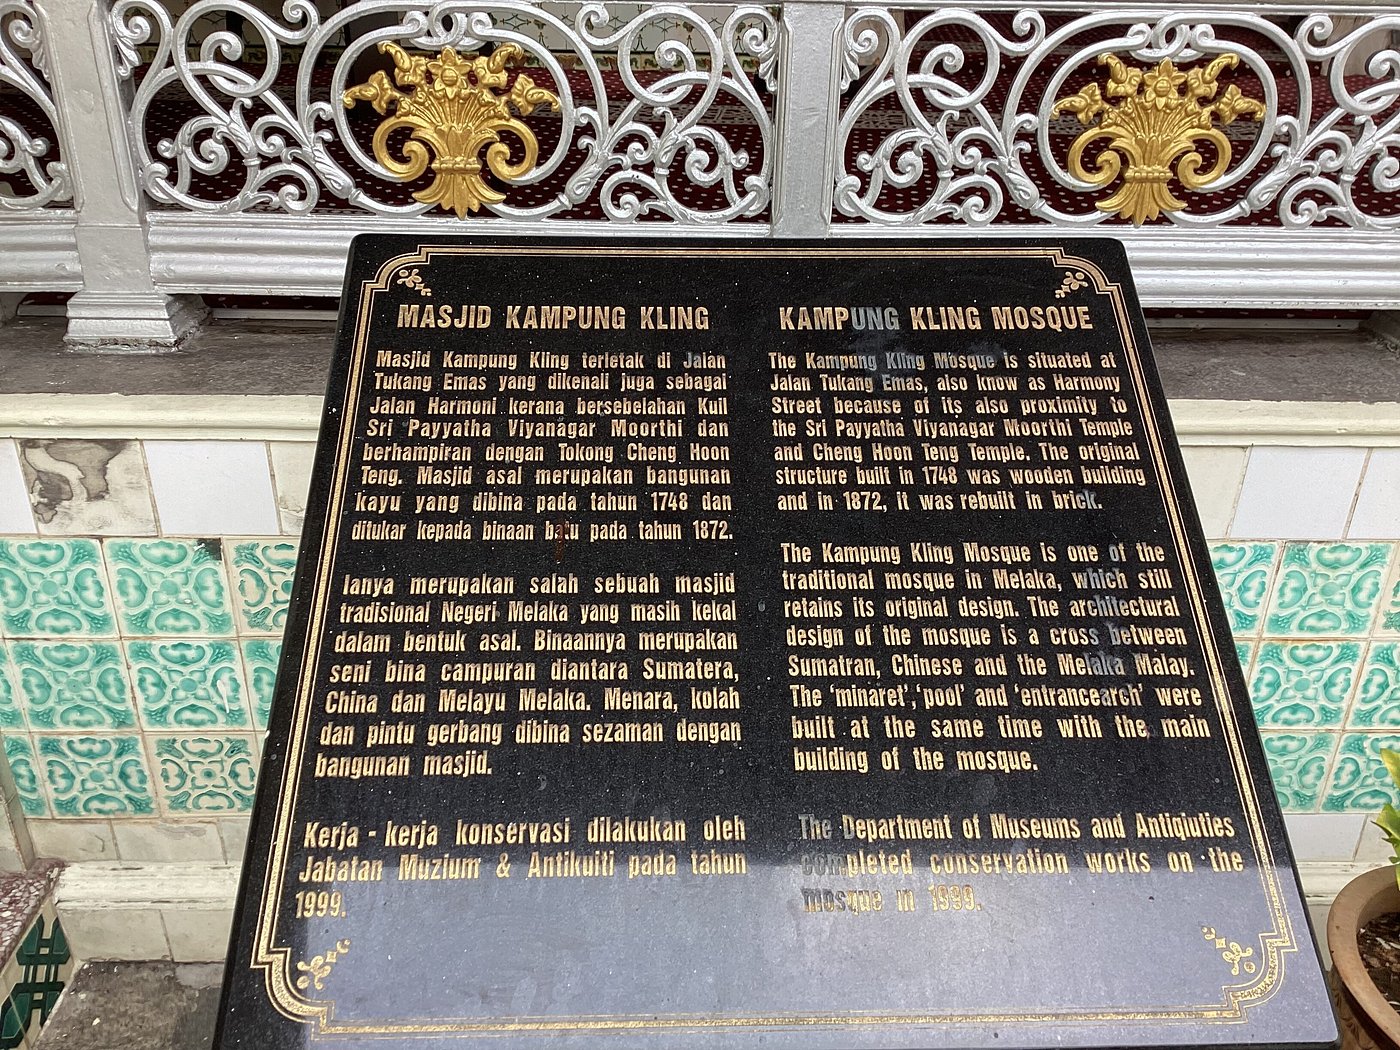 MASJID KAMPUNG KLING
Masjid Kampung Kling terletak di Jalan
Tukang Emas yang dikenali juga sebagai
Jalan Harmoni kerana bersebelahan Kuil
Sri Payyatha Viyanagar Moorthi dan
berhampiran dengan Tokong Cheng Hoon
Teng. Masjid asal merupakan bangunan
kayu yang dibina pada tahun 1748 dan
ditukar kepada binaan batu pada tahun 1872.
Ianya merupakan salah sebuah masjid
tradisional Negeri Melaka yang masih kekal
dalam bentuk asal. Binaannya merupakan
seni bina campuran diantara Sumatera,
China dan Melayu Melaka. Menara, kolah
dan pintu gerbang dibina sezaman dengan
bangunan masjid.
Kerja - kerja konservasi dilakukan oleh
Jabatan Muzium & Antikuiti pada tahun
1999.
KAMPUNG KLING MOSQUE
The Kampung Kling Mosque is situated at
Jalan Tukang Emas, also know as Harmony
Street because of its also proximity to
the Sri Payyatha Viyanagar Moorthi Temple
and Cheng Hoon Teng Temple. The original
structure built in 1748 was wooden building
and in 1872, it was rebuilt in brick.
The Kampung Kling Mosque is one of the
traditional mosque in Melaka, which still
retains its original design. The architectural
design of the mosque is a cross between
Sumatran, Chinese and the Melaka Malay.
The ‘minaret’,‘pool’ and ‘entrancearch’ were
built at the same time with the main
building of the mosque.
The Department of Museums and Antiqiuties
completed conservation works on the
mosque in 1999.